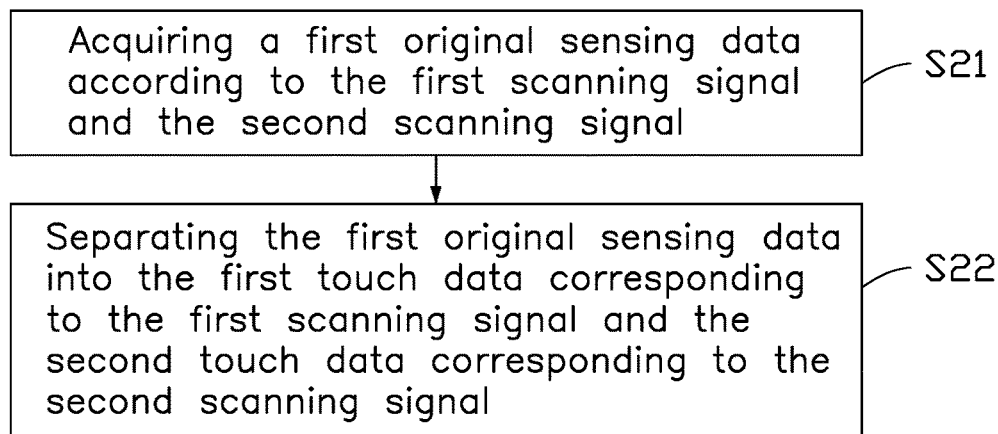 Acquiring a first original sensing data
according to the first scanning signal
and the second scanning signal
S21
Separating the first original sensing data
into the first touch data corresponding
to the first scanning signal and the
second touch data corresponding to the
second scanning signal
S22